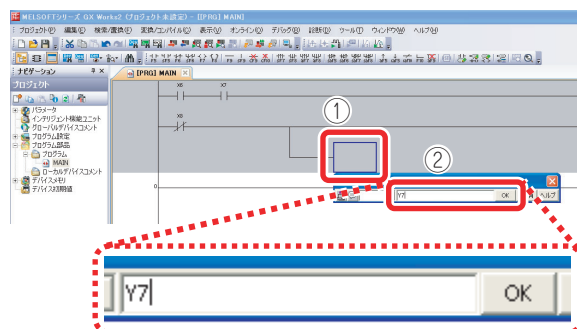 MELSOFTシリーズ GX Works2 (プロジェクト未設定) - [[PRG] MAIN]
プロジェクト(P) 編集(E) 検索/置換(F) 変換/コンパイル(C) 表示(V) オンライン(O) デバッグ(B) 診断(D) ツール(T) ウィンドウ(W) ヘルプ(H)
ナビゲーション
[PRG] MAIN
プロジェクト
パラメータ
インテリジェント機能ユニット
グローバルデバイスコメント
プログラム設定
プログラム部品
プログラム
MAIN
ローカルデバイスコメント
デバイスメモリ
デバイス初期値
X6 X7
X0
①
②
0
Y7 OK ヘルプ
Y7 OK